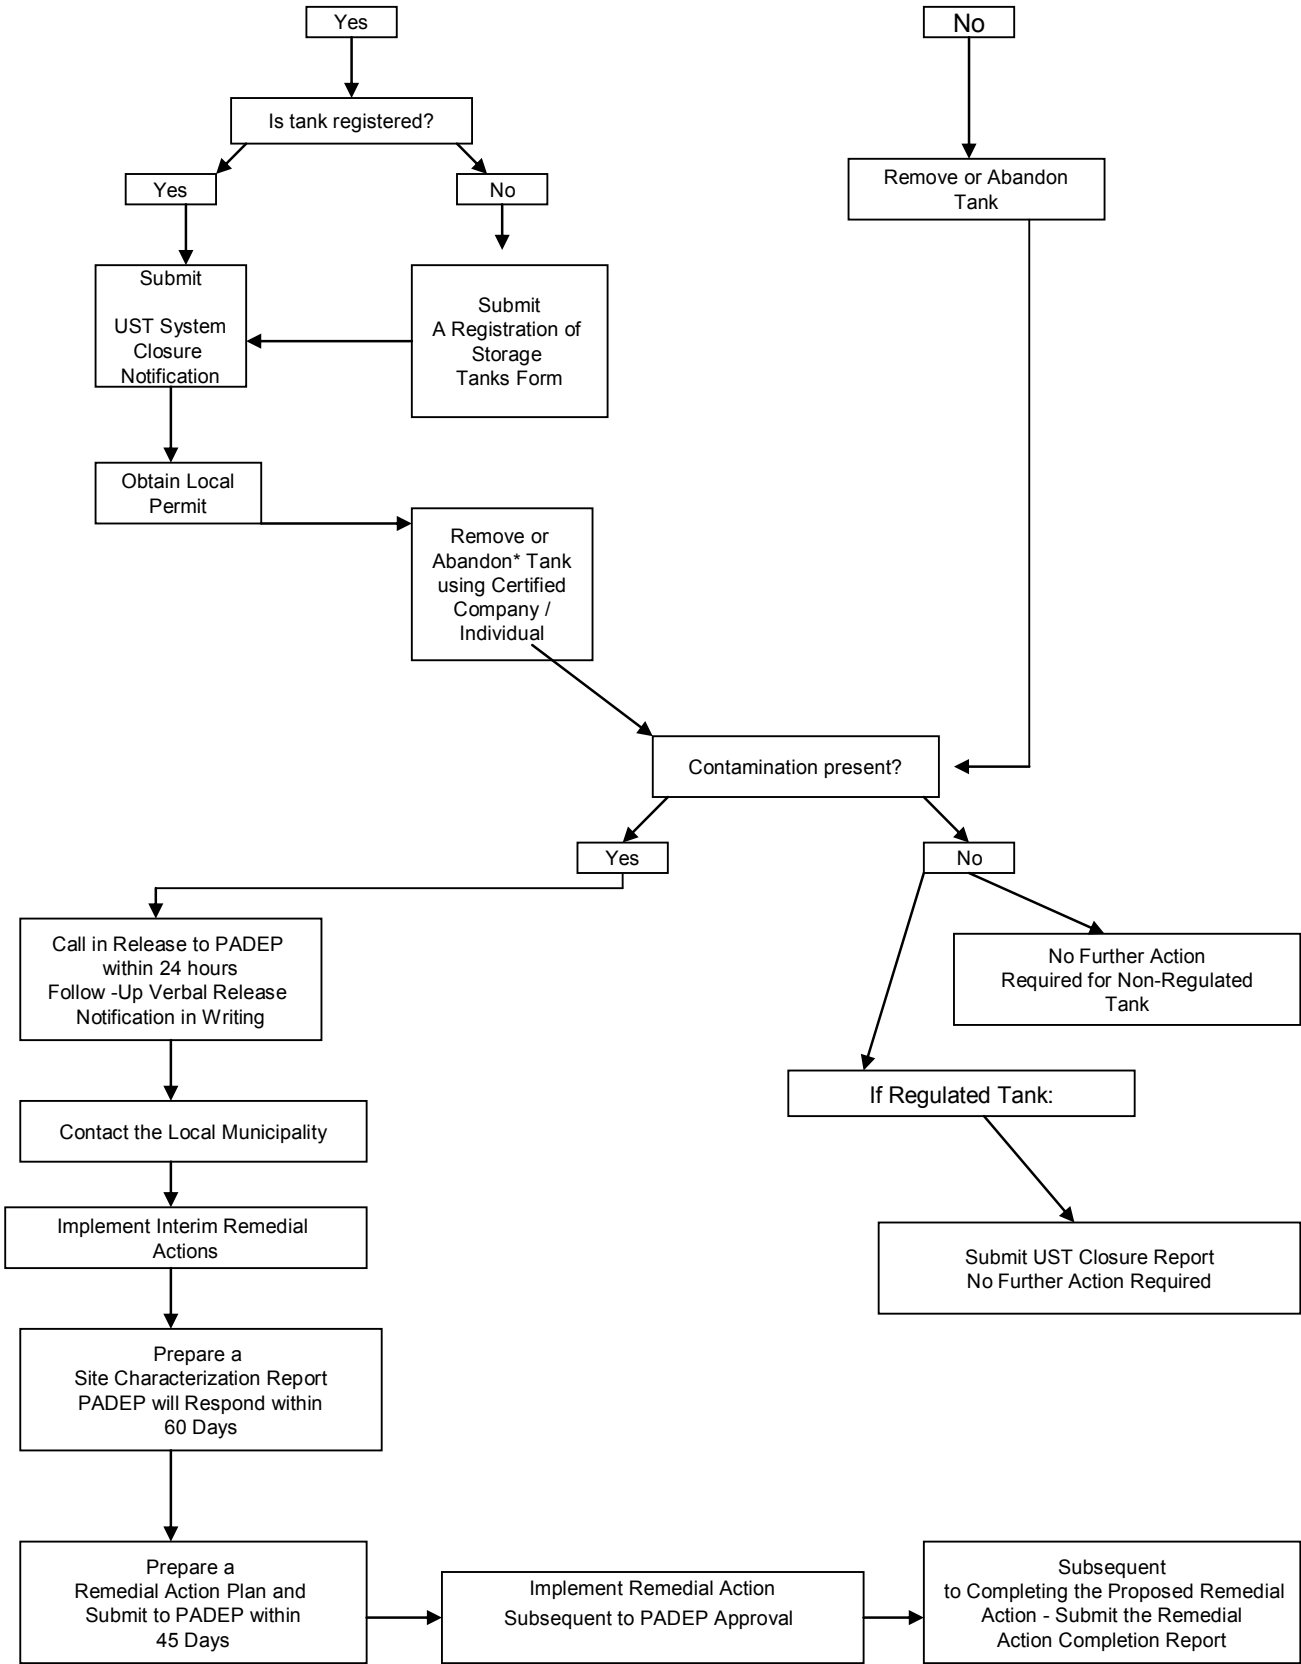 Yes
No
Is tank registered?
Remove or Abandon
Tank
Yes
No
Submit
UST System
Closure
Notification
Submit
A Registration of
Storage
Tanks Form
Obtain Local
Permit
Remove or
Abandon* Tank
using Certified
Company /
Individual
Contamination present?
Yes
No
Call in Release to PADEP
within 24 hours
Follow -Up Verbal Release
Notification in Writing
No Further Action
Required for Non-Regulated
Tank
If Regulated Tank:
Contact the Local Municipality
Implement Interim Remedial
Actions
Submit UST Closure Report
No Further Action Required
Prepare a
Site Characterization Report
PADEP will Respond within
60 Days
Prepare a
Remedial Action Plan and
Submit to PADEP within
45 Days
Implement Remedial Action
Subsequent to PADEP Approval
Subsequent
to Completing the Proposed Remedial
Action - Submit the Remedial
Action Completion Report